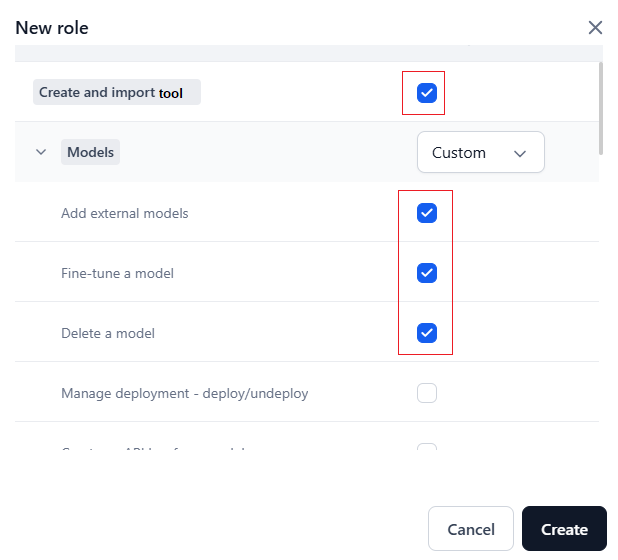 New role
Create and import tool
Models
Custom
Add external models
Fine-tune a model
Delete a model
Manage deployment - deploy/undeploy
Cancel
Create